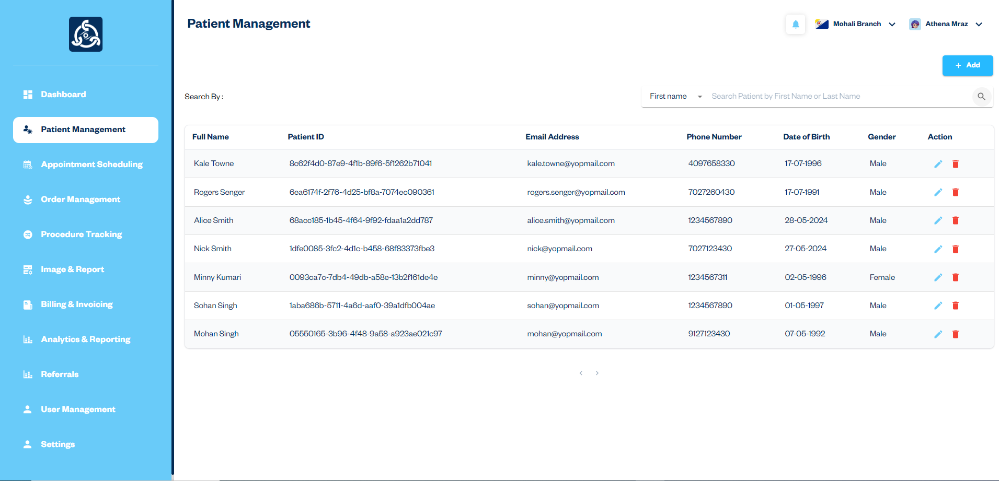 Patient Management
Mohali Branch
Athena Mraz
+ Add
Dashboard
Patient Management
Appointment Scheduling
Order Management
Procedure Tracking
Image & Report
Billing & Invoicing
Analytics & Reporting
Referrals
User Management
Settings
Search By :
First name
Search Patient by First Name or Last Name
Full Name Patient ID Email Address Phone Number Date of Birth Gender Action
Kale Towne 8c62f4d0-87e9-4f1b-89f6-5f1262b71041 kale.towne@yopmail.com 4097658330 17-07-1996 Male
Rogers Senger 6ea6174f-2f76-4d25-bf8a-7074ec090361 rogers.senger@yopmail.com 7027260430 17-07-1991 Male
Alice Smith 68acc185-1b45-4f64-9f92-fdaa1a2dd787 alice.smith@yopmail.com 1234567890 28-05-2024 Male
Nick Smith 1dfe0085-3fc2-4d1c-b458-68f83373fbe3 nick@yopmail.com 7027123430 27-05-2024 Male
Minny Kumari 0093ca7c-7db4-49db-a58e-13b2f161de4e minny@yopmail.com 1234567311 02-05-1996 Female
Sohan Singh 1aba686b-5711-4a6d-aaf0-39a1dfb004ae sohan@yopmail.com 1234567890 01-05-1997 Male
Mohan Singh 05550165-3b96-4f48-9a58-a923ae021c97 mohan@yopmail.com 9127123430 07-05-1992 Male